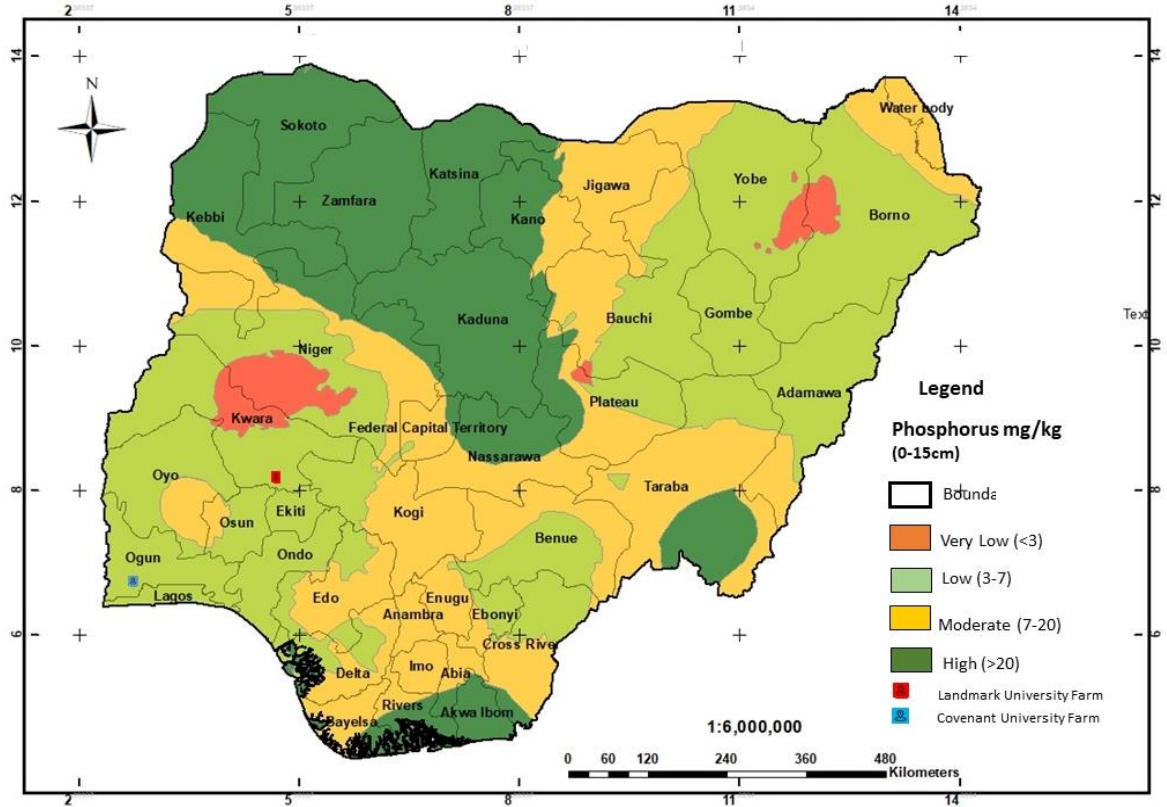 2 5 8 11 14
14 14
N
Water body
Sokoto
Katsina
Yobe
Jigawa
Zamfara
12 12
Kano
Borno
Kebbi
Text
Kaduna
Bauchi
Gombe
10 10
Niger
Legend
Adamawa
Plateau
Kwara
Federal Capital Territory
Phosphorus mg/kg
(0-15cm)
Nassarawa
Oyo
Taraba
8 8
Bounda
Kogi
Ekiti
Osun
Benue
Very Low (<3)
Ogun
Ondo
Low (3-7)
Lagos
Edo
Enugu
Anambra
Ebonyi
Moderate (7-20)
6 6
Cross River
High (>20)
Imo
Delta
Abia
Landmark University Farm
Rivers
Akwa Ibom
Covenant University Farm
Bayelsa
1:6,000,000
0 60 120 240 360 480
Kilometers
2 5 8 11 14